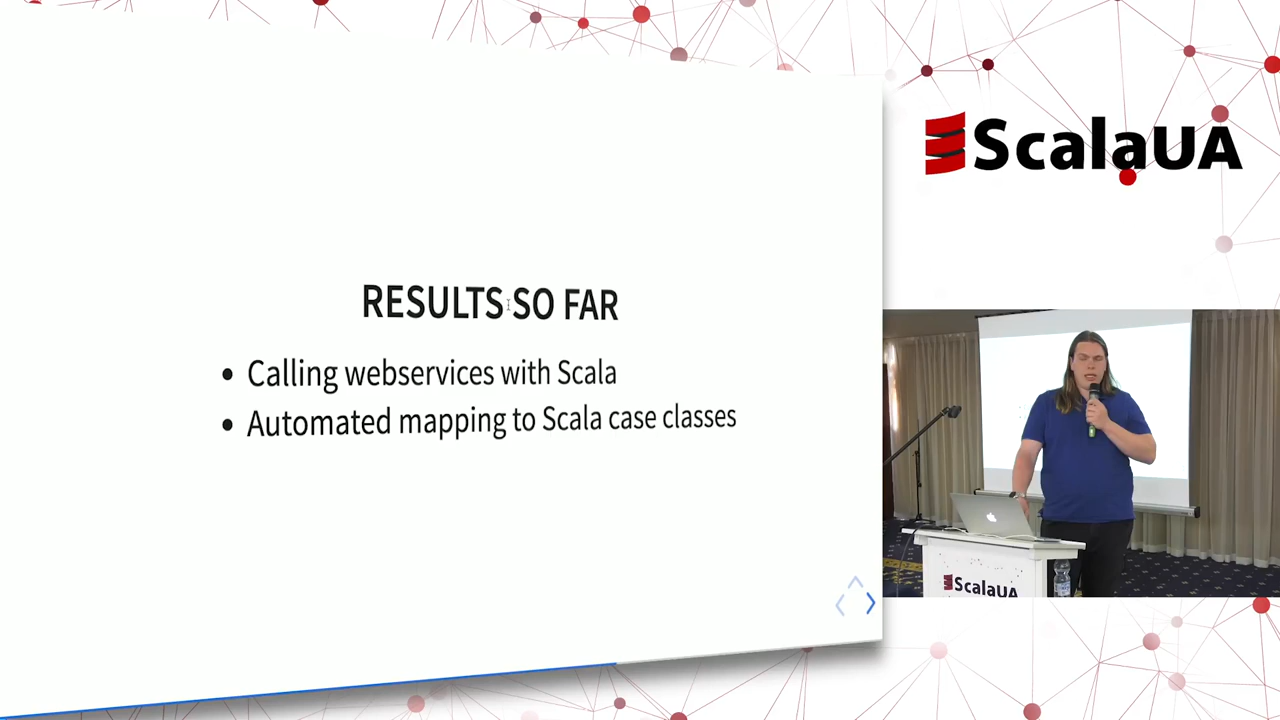 ScalaUA
RESULTS SO FAR
Calling webservices with Scala
Automated mapping to Scala case classes
ScalaUA